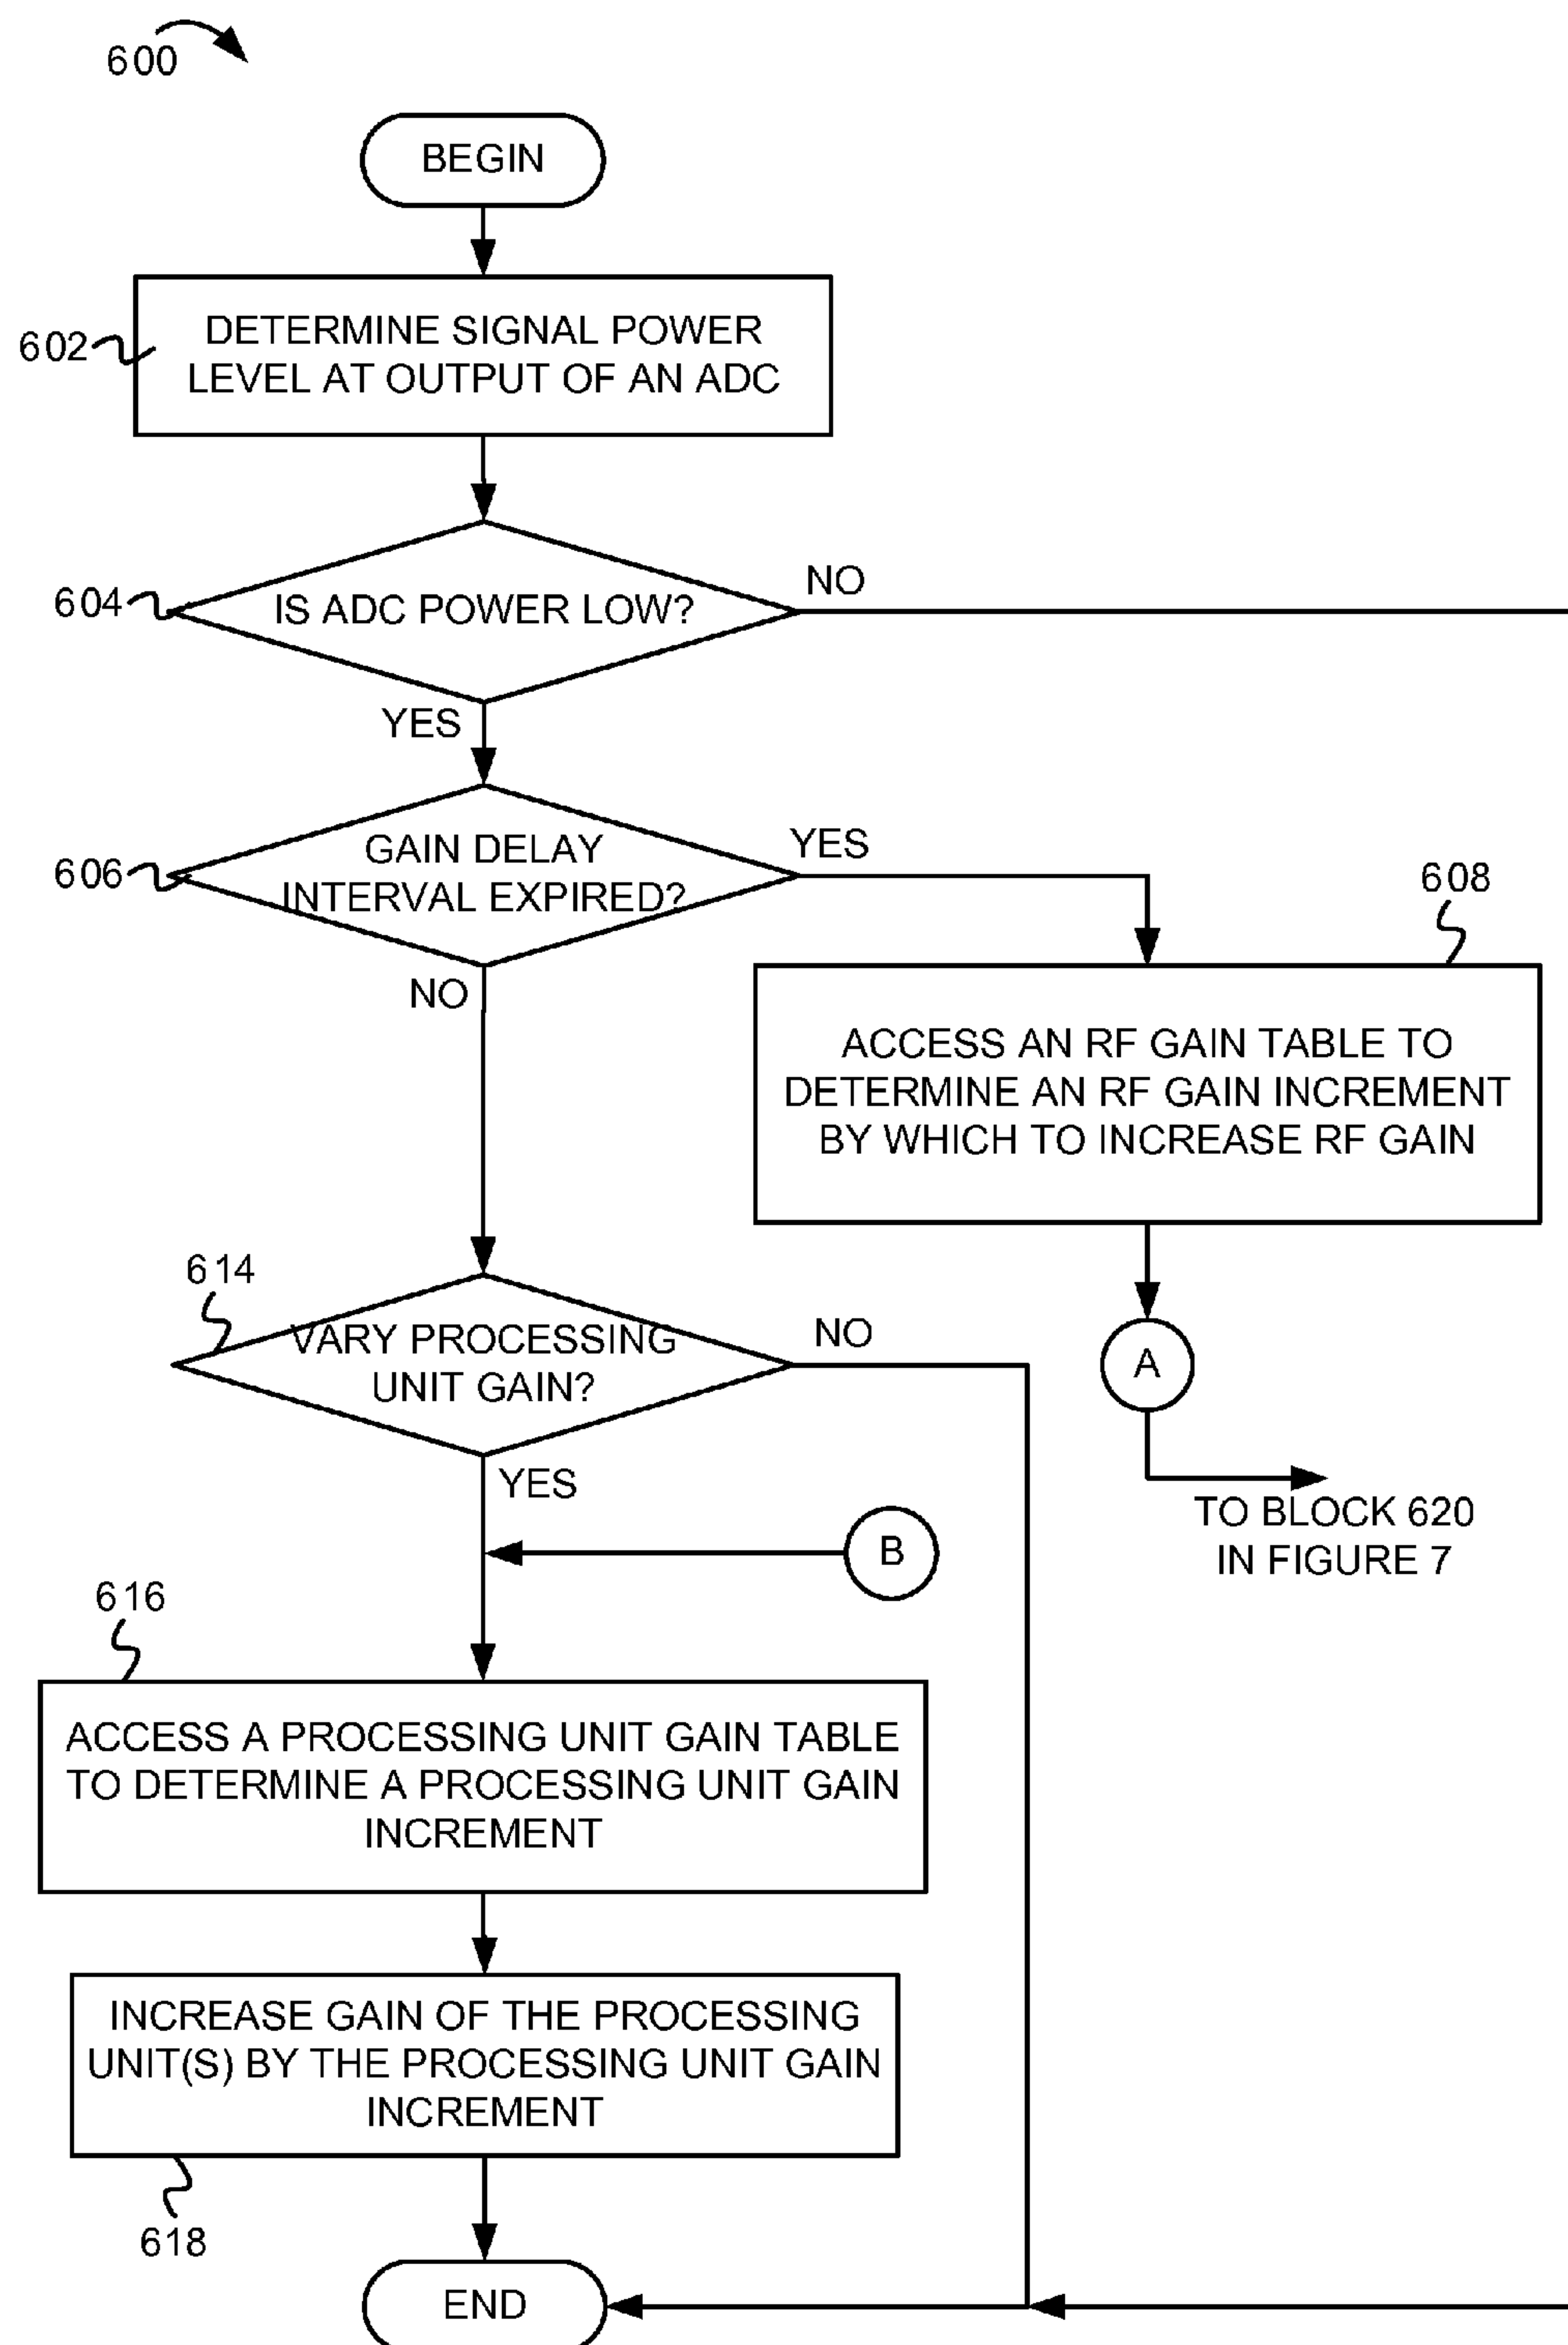 600
BEGIN
602
DETERMINE SIGNAL POWER
LEVEL AT OUTPUT OF AN ADC
604
IS ADC POWER LOW?
NO
YES
606
GAIN DELAY
INTERVAL EXPIRED?
YES
NO
608
ACCESS AN RF GAIN TABLE TO
DETERMINE AN RF GAIN INCREMENT
BY WHICH TO INCREASE RF GAIN
A
TO BLOCK 620
IN FIGURE 7
614
VARY PROCESSING
UNIT GAIN?
NO
YES
B
616
ACCESS A PROCESSING UNIT GAIN TABLE
TO DETERMINE A PROCESSING UNIT GAIN
INCREMENT
INCREASE GAIN OF THE PROCESSING
UNIT(S) BY THE PROCESSING UNIT GAIN
INCREMENT
618
END